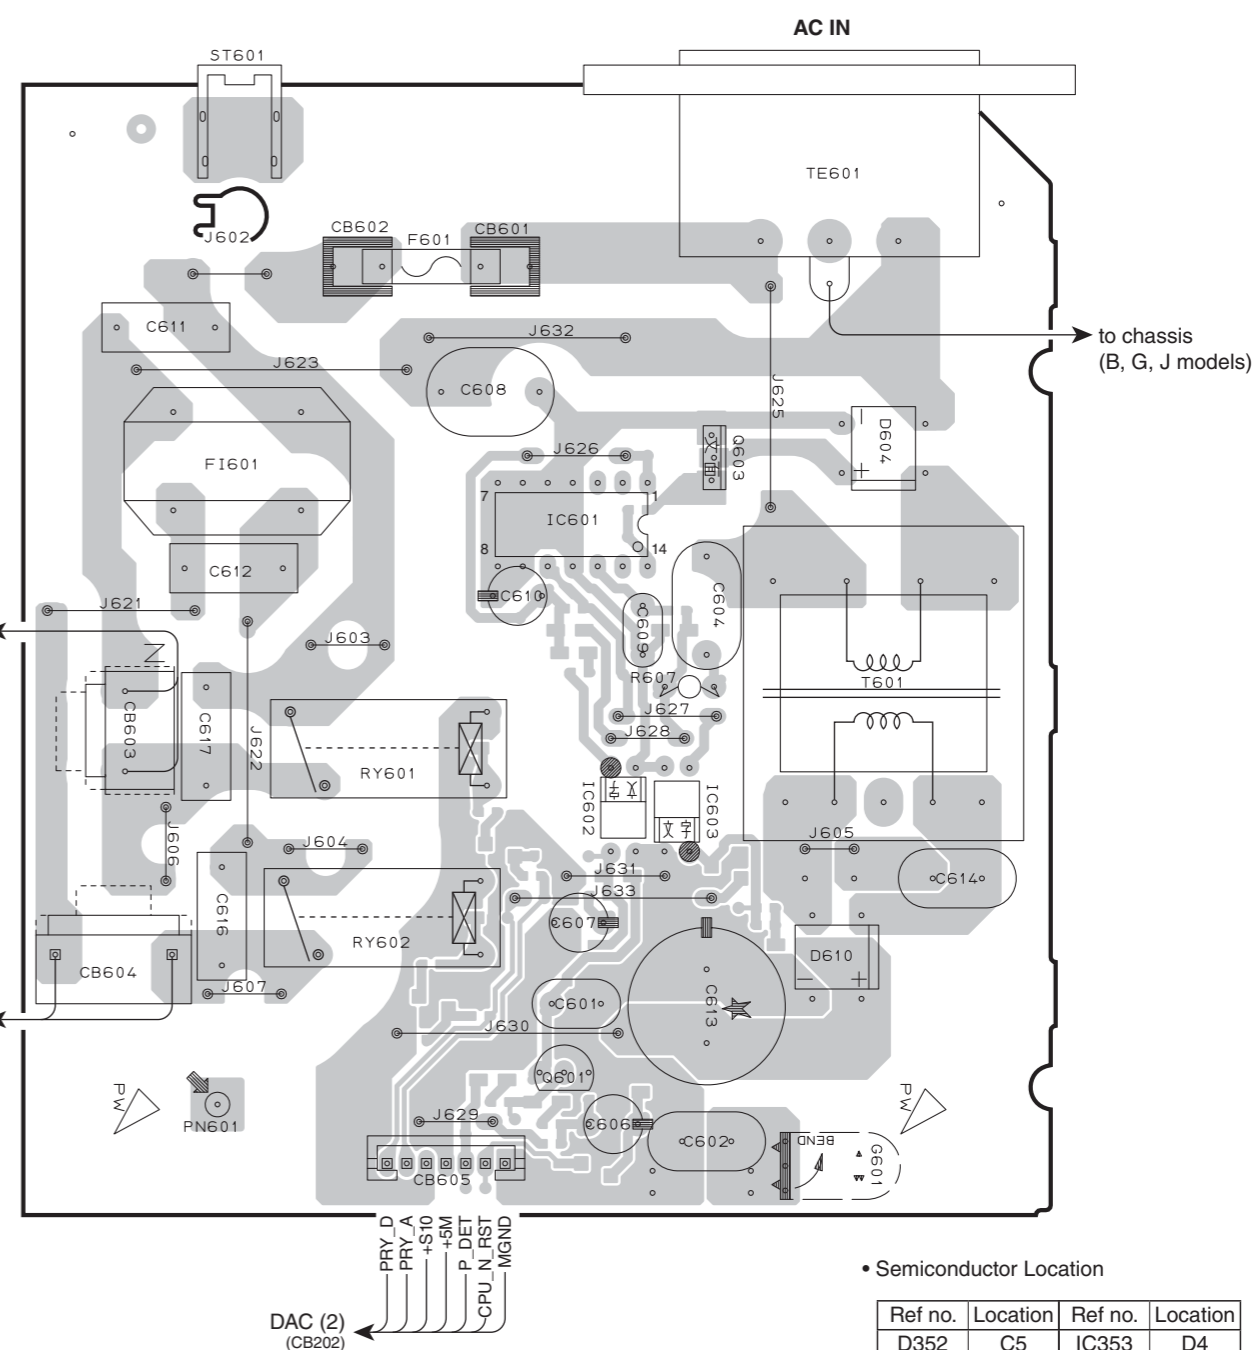 AC IN
ST601
TE601
J602
CB602
F601
CB601
C611
J632
to chassis
(B, G, J models)
J623
C608
J625
D604
J626
Q603
FI601
7
1
IC601
8
14
C612
C610
C604
J621
C609
J603
R607
T601
CB603
C617
J622
J627
J628
RY601
IC602
文字
文字
IC603
J606
J604
J605
J631
C614
J633
C616
C607
RY602
D610
CB604
J607
C601
C613
J630
Q601
PW
PN601
PW
J629
C606
C602
BEND
G601
CB605
PRY_D
PRY_A
+S10
+5M
P_DET
CPU_N_RST
MGND
DAC (2)
(CB202)
• Semiconductor Location
Ref no. Location Ref no. Location
D352 C5 IC353 D4